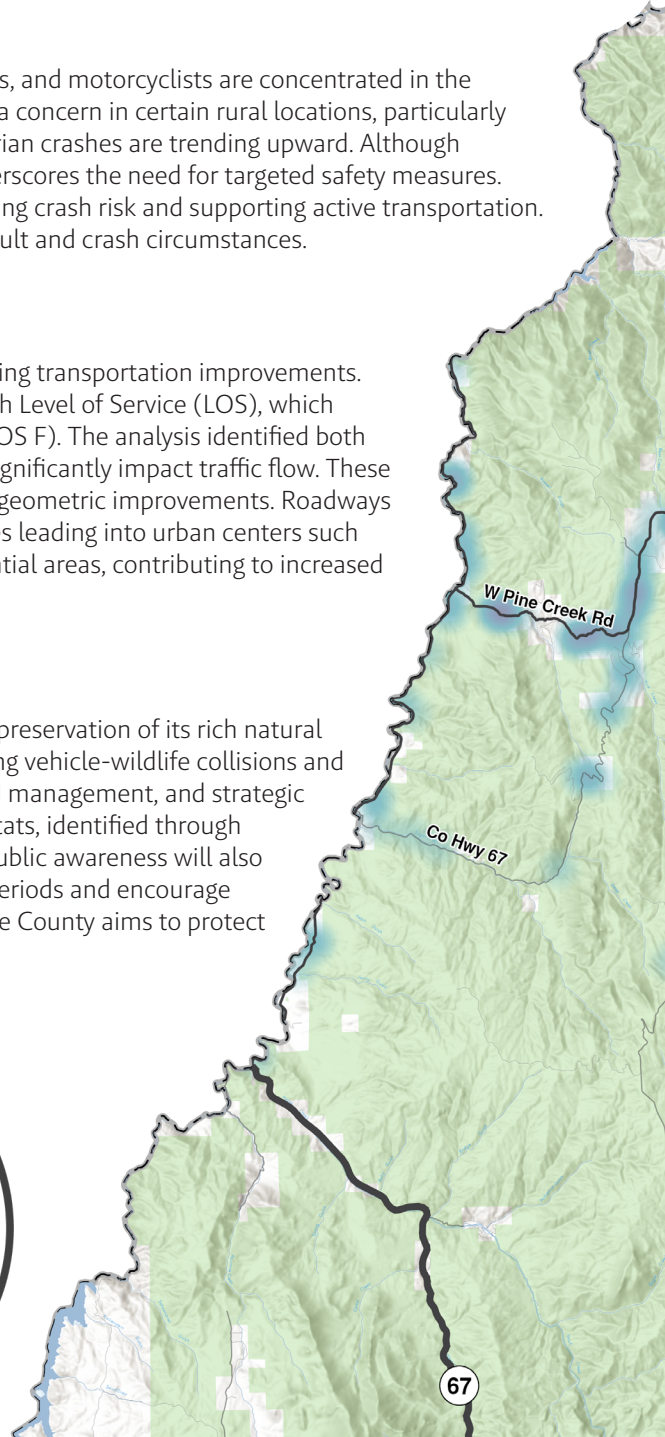 s, and motorcyclists are concentrated in the
a concern in certain rural locations, particularly
rian crashes are trending upward. Although
erscores the need for targeted safety measures.
ing crash risk and supporting active transportation.
ult and crash circumstances.
ing transportation improvements.
h Level of Service (LOS), which
OS F). The analysis identified both
gnificantly impact traffic flow. These
geometric improvements. Roadways
es leading into urban centers such
ntial areas, contributing to increased
W Pine Creek Rd
preservation of its rich natural
ng vehicle-wildlife collisions and
l management, and strategic
tats, identified through
ublic awareness will also
eriods and encourage
e County aims to protect
Co Hwy 67
67